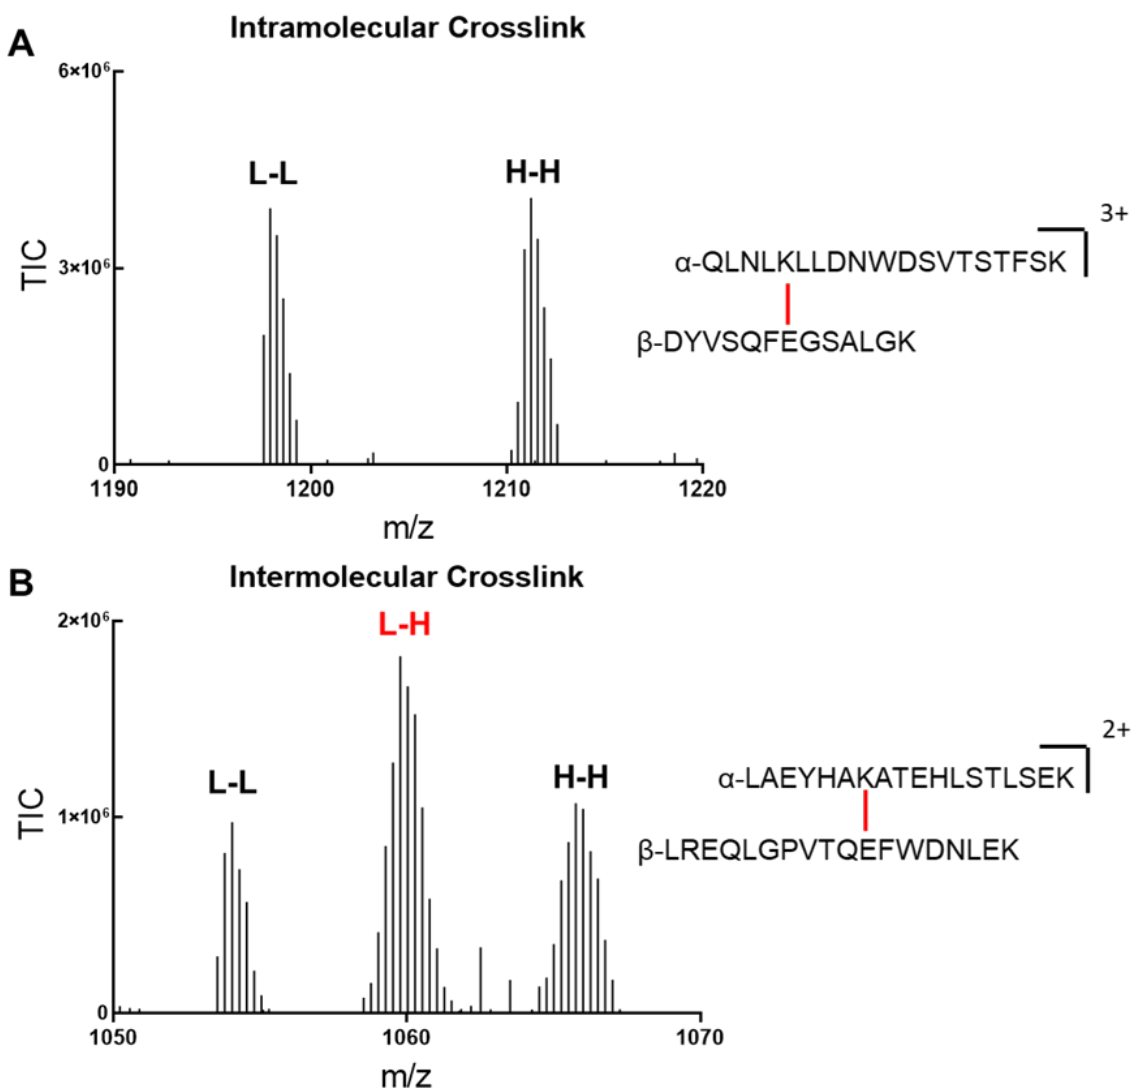 A
Intramolecular Crosslink
6×10⁶
3×10⁶
0
TIC
L-L
H-H
1190
1200
1210
1220
m/z
3+
α-QLNLKLLDNWDSVTSTFSK
β-DYVSQFEGSALGK
B
Intermolecular Crosslink
2×10⁶
1×10⁶
0
TIC
L-L
L-H
H-H
1050
1060
1070
m/z
2+
α-LAEYHAKATEHLSTLSEK
β-LREQLGPVTQEFWDNLEK